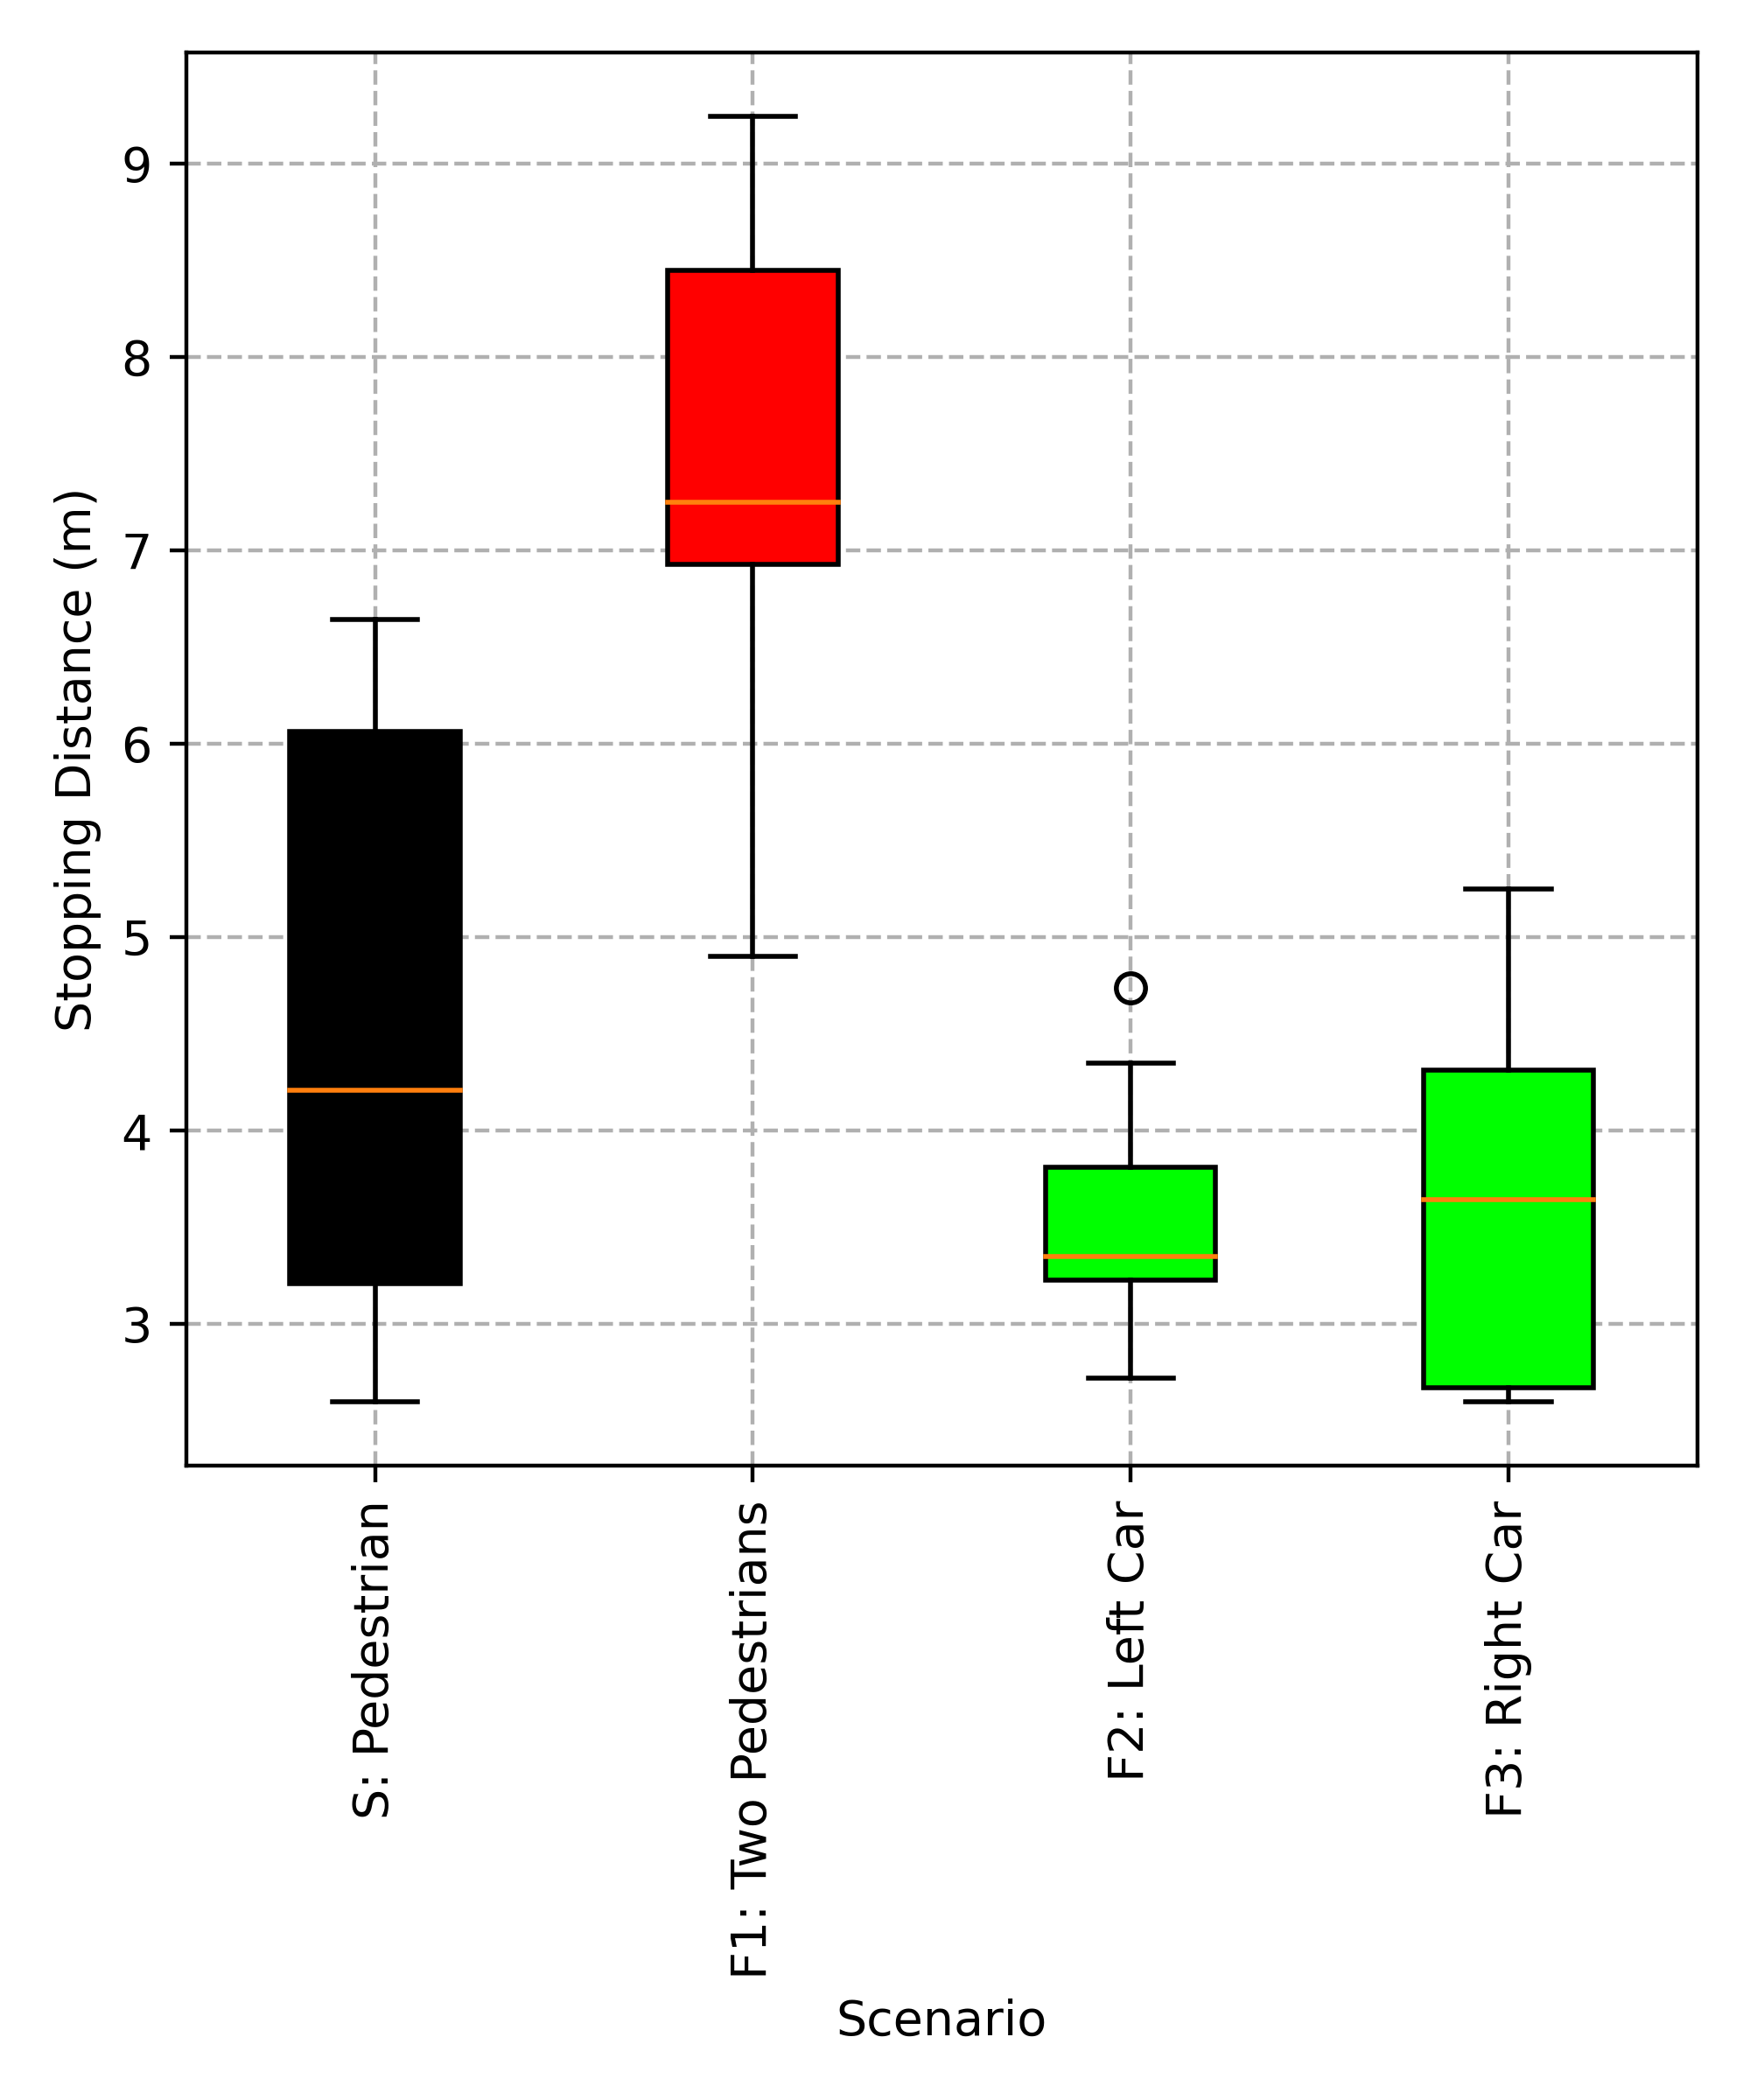 Stopping Distance (m)
9
8
7
6
5
4
3
S: Pedestrian
F1: Two Pedestrians
F2: Left Car
F3: Right Car
Scenario